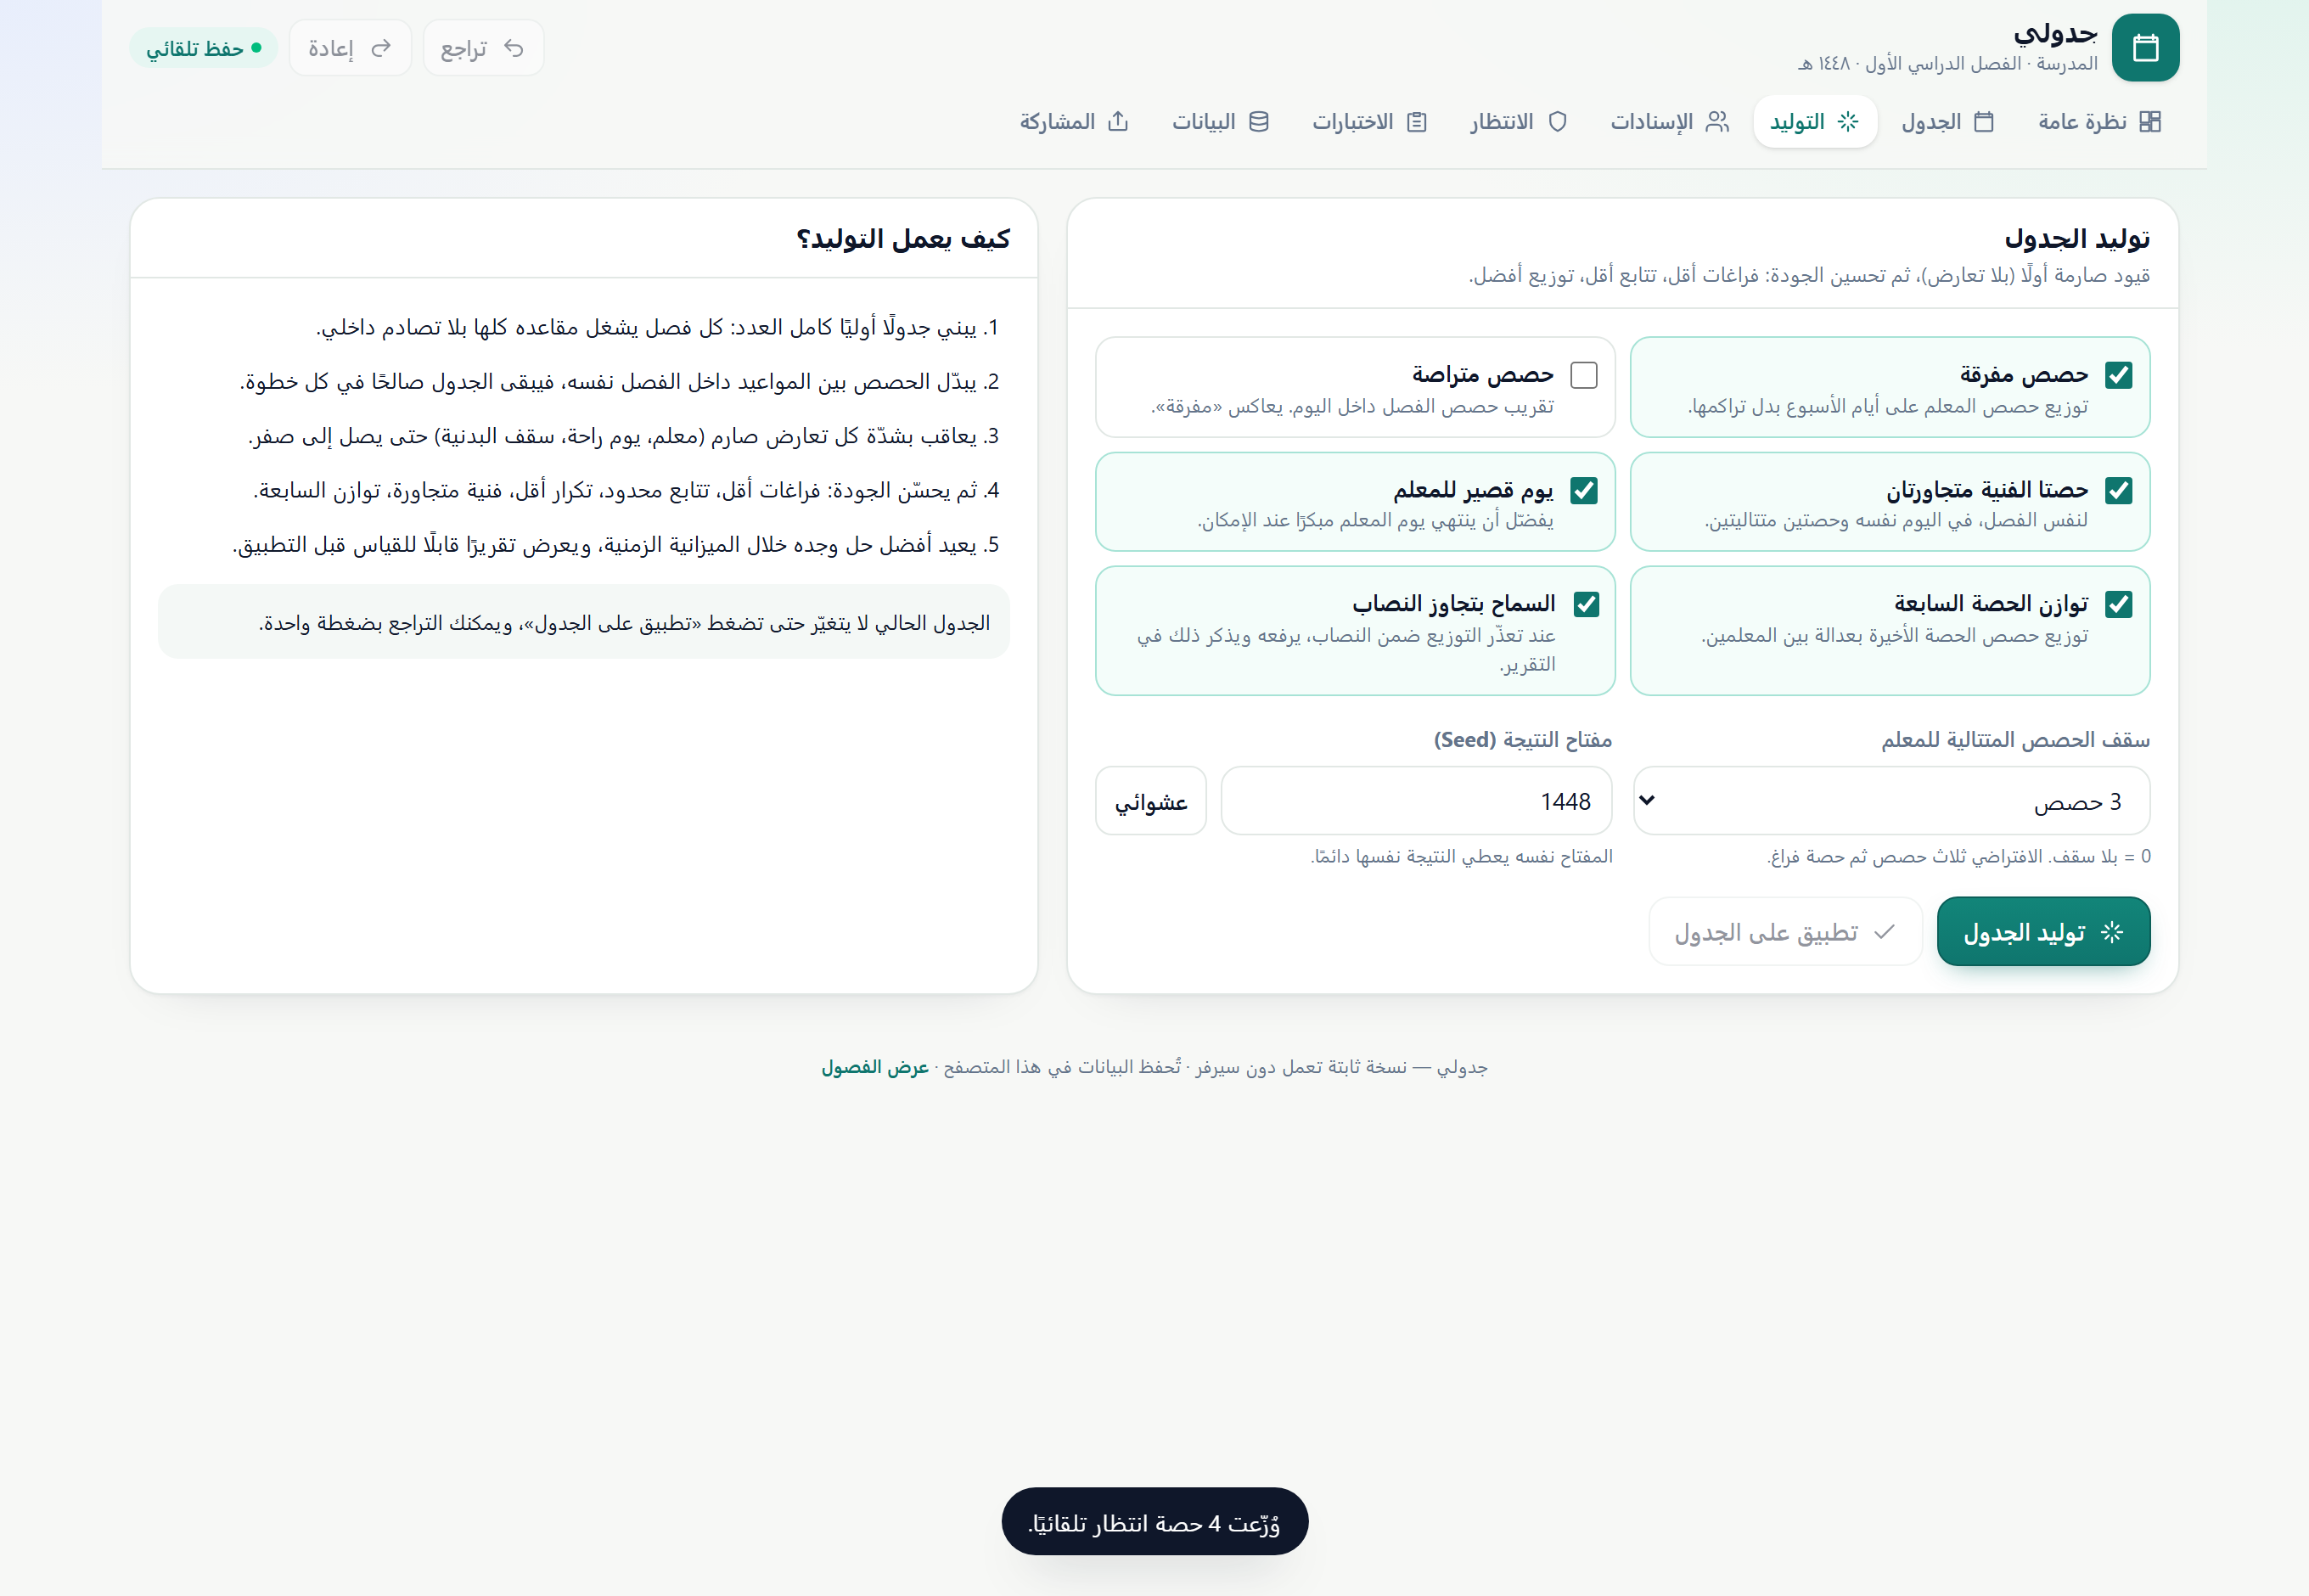 جدولي
المدرسة · الفصل الدراسي الأول · ١٤٤٨ هـ
تراجع
إعادة
حفظ تلقائي
نظرة عامة
الجدول
التوليد
الإسنادات
الانتظار
الاختبارات
البيانات
المشاركة
توليد الجدول
قيود صارمة أولًا (بلا تعارض)، ثم تحسين الجودة: فراغات أقل، تتابع أقل، توزيع أفضل.
حصص مفرقة
توزيع حصص المعلم على أيام الأسبوع بدل تراكمها.
حصص متراصة
تقريب حصص الفصل داخل اليوم. يعاكس «مفرقة».
حصتا الفنية متجاورتان
لنفس الفصل، في اليوم نفسه وحصتين متتاليتين.
يوم قصير للمعلم
يفضّل أن ينتهي يوم المعلم مبكرًا عند الإمكان.
توازن الحصة السابعة
توزيع حصص الحصة الأخيرة بعدالة بين المعلمين.
السماح بتجاوز النصاب
عند تعذّر التوزيع ضمن النصاب، يرفعه ويذكر ذلك في
التقرير.
سقف الحصص المتتالية للمعلم
3 حصص
0 = بلا سقف. الافتراضي ثلاث حصص ثم حصة فراغ.
مفتاح النتيجة (Seed)
1448
عشوائي
المفتاح نفسه يعطي النتيجة نفسها دائمًا.
توليد الجدول
تطبيق على الجدول
كيف يعمل التوليد؟
1. يبني جدولًا أوليًا كامل العدد: كل فصل يشغل مقاعده كلها بلا تصادم داخلي.
2. يبدّل الحصص بين المواعيد داخل الفصل نفسه، فيبقى الجدول صالحًا في كل خطوة.
3. يعاقب بشدّة كل تعارض صارم (معلم، يوم راحة، سقف البدنية) حتى يصل إلى صفر.
4. ثم يحسّن الجودة: فراغات أقل، تتابع محدود، تكرار أقل، فنية متجاورة، توازن السابعة.
5. يعيد أفضل حل وجده خلال الميزانية الزمنية، ويعرض تقريرًا قابلًا للقياس قبل التطبيق.
الجدول الحالي لا يتغيّر حتى تضغط «تطبيق على الجدول»، ويمكنك التراجع بضغطة واحدة.
جدولي — نسخة ثابتة تعمل دون سيرفر · تُحفظ البيانات في هذا المتصفح · عرض الفصول
وُزّعت 4 حصة انتظار تلقائيًا.